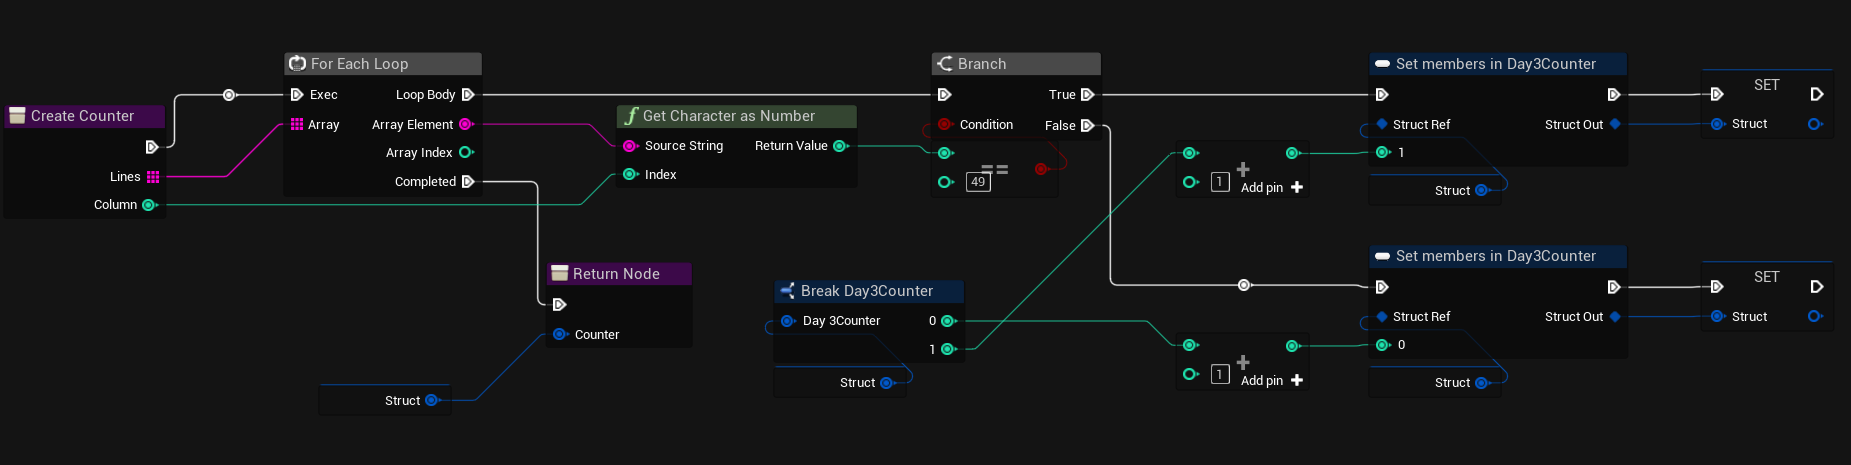 Create Counter
Lines
Column
For Each Loop
Exec
Loop Body
Array
Array Element
Array Index
Completed
Get Character as Number
Source String
Return Value
Index
Return Node
Counter
Struct
Branch
True
Condition
False
==
49
Break Day3Counter
Day 3Counter
0
1
Struct
+
1
Add pin +
+
1
Add pin +
Set members in Day3Counter
Struct Ref
Struct Out
1
Struct
SET
Struct
Set members in Day3Counter
Struct Ref
Struct Out
0
Struct
SET
Struct